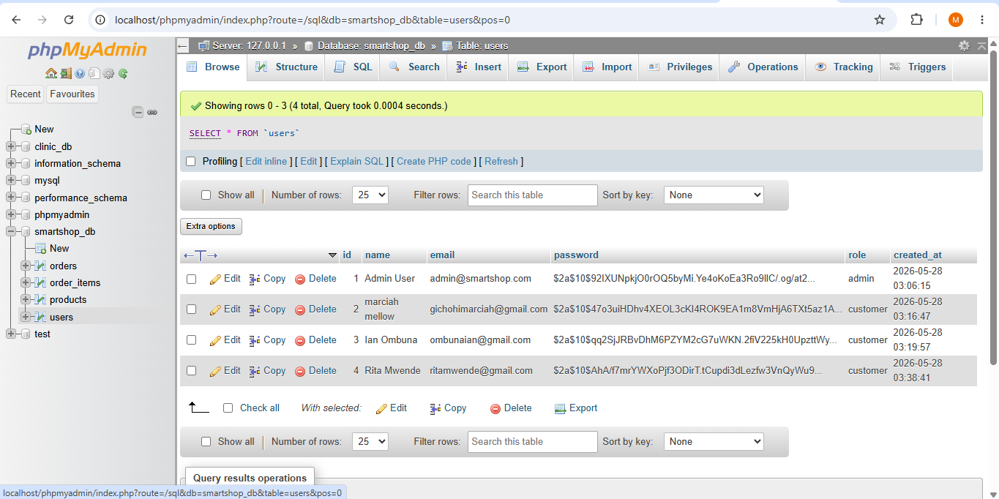 localhost/phpmyadmin/index.php?route=/sql&db=smartshop_db&table=users&pos=0
M
phpMyAdmin
Recent Favourites
New
clinic_db
information_schema
mysql
performance_schema
phpmyadmin
smartshop_db
New
orders
order_items
products
users
test
Server: 127.0.0.1 » Database: smartshop_db » Table: users
Browse Structure SQL Search Insert Export Import Privileges Operations Tracking Triggers
Showing rows 0 - 3 (4 total, Query took 0.0004 seconds.)
SELECT * FROM `users`
Profiling [ Edit inline ] [ Edit ] [ Explain SQL ] [ Create PHP code ] [ Refresh ]
Show all Number of rows: 25 Filter rows: Search this table Sort by key: None
Extra options
id name email password role created_at
Edit Copy Delete 1 Admin User admin@smartshop.com $2a$10$92IXUNpkjO0rOQ5byMi.Ye4oKoEa3Ro9llC/.og/at2... admin 2026-05-28 03:06:15
Edit Copy Delete 2 marciah mellow gichohimarciah@gmail.com $2a$10$47o3uiHDhv4XEOL3cKl4ROK9EA1m8VmHjA6TXt5az1A... customer 2026-05-28 03:16:47
Edit Copy Delete 3 Ian Ombuna ombunaian@gmail.com $2a$10$qq2SjJRBvDhM6PZYM2cG7uWKN.2fiV225kH0UpzttWy... customer 2026-05-28 03:19:57
Edit Copy Delete 4 Rita Mwende ritamwende@gmail.com $2a$10$AhA/f7mrYWXoPjf3ODirT.tCupdi3dLezfw3VnQyWu9... customer 2026-05-28 03:38:41
Check all With selected: Edit Copy Delete Export
Show all Number of rows: 25 Filter rows: Search this table Sort by key: None
Query results operations
localhost/phpmyadmin/index.php?route=/sql&db=smartshop_db&table=users&pos=0